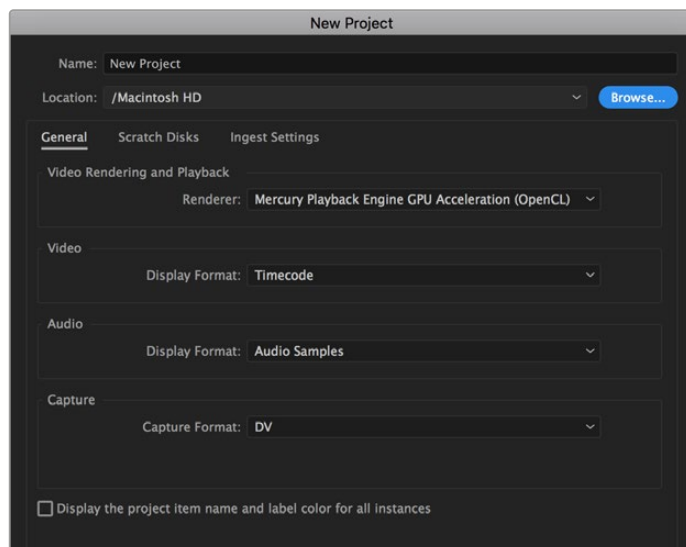 New Project
Name: New Project
Location: /Macintosh HD Browse...
General Scratch Disks Ingest Settings
Video Rendering and Playback
Renderer: Mercury Playback Engine GPU Acceleration (OpenCL)
Video
Display Format: Timecode
Audio
Display Format: Audio Samples
Capture
Capture Format: DV
Display the project item name and label color for all instances